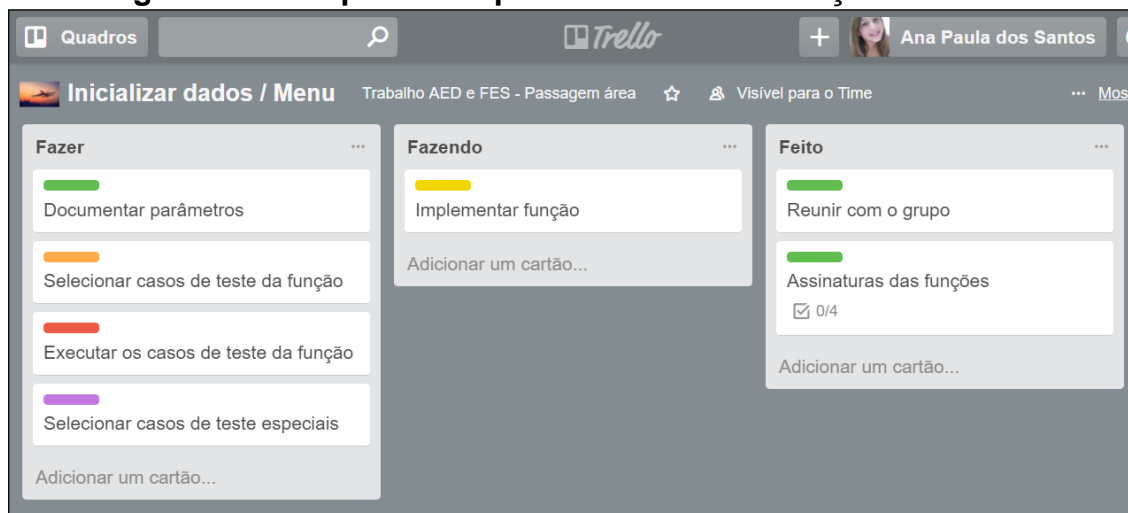 Quadros
Trello
Ana Paula dos Santos
Inicializar dados / Menu
Trabalho AED e FES - Passagem área
Visível para o Time
... Mos
Fazer
...
Documentar parâmetros
Selecionar casos de teste da função
Executar os casos de teste da função
Selecionar casos de teste especiais
Adicionar um cartão...
Fazendo
...
Implementar função
Adicionar um cartão...
Feito
...
Reunir com o grupo
Assinaturas das funções
0/4
Adicionar um cartão...